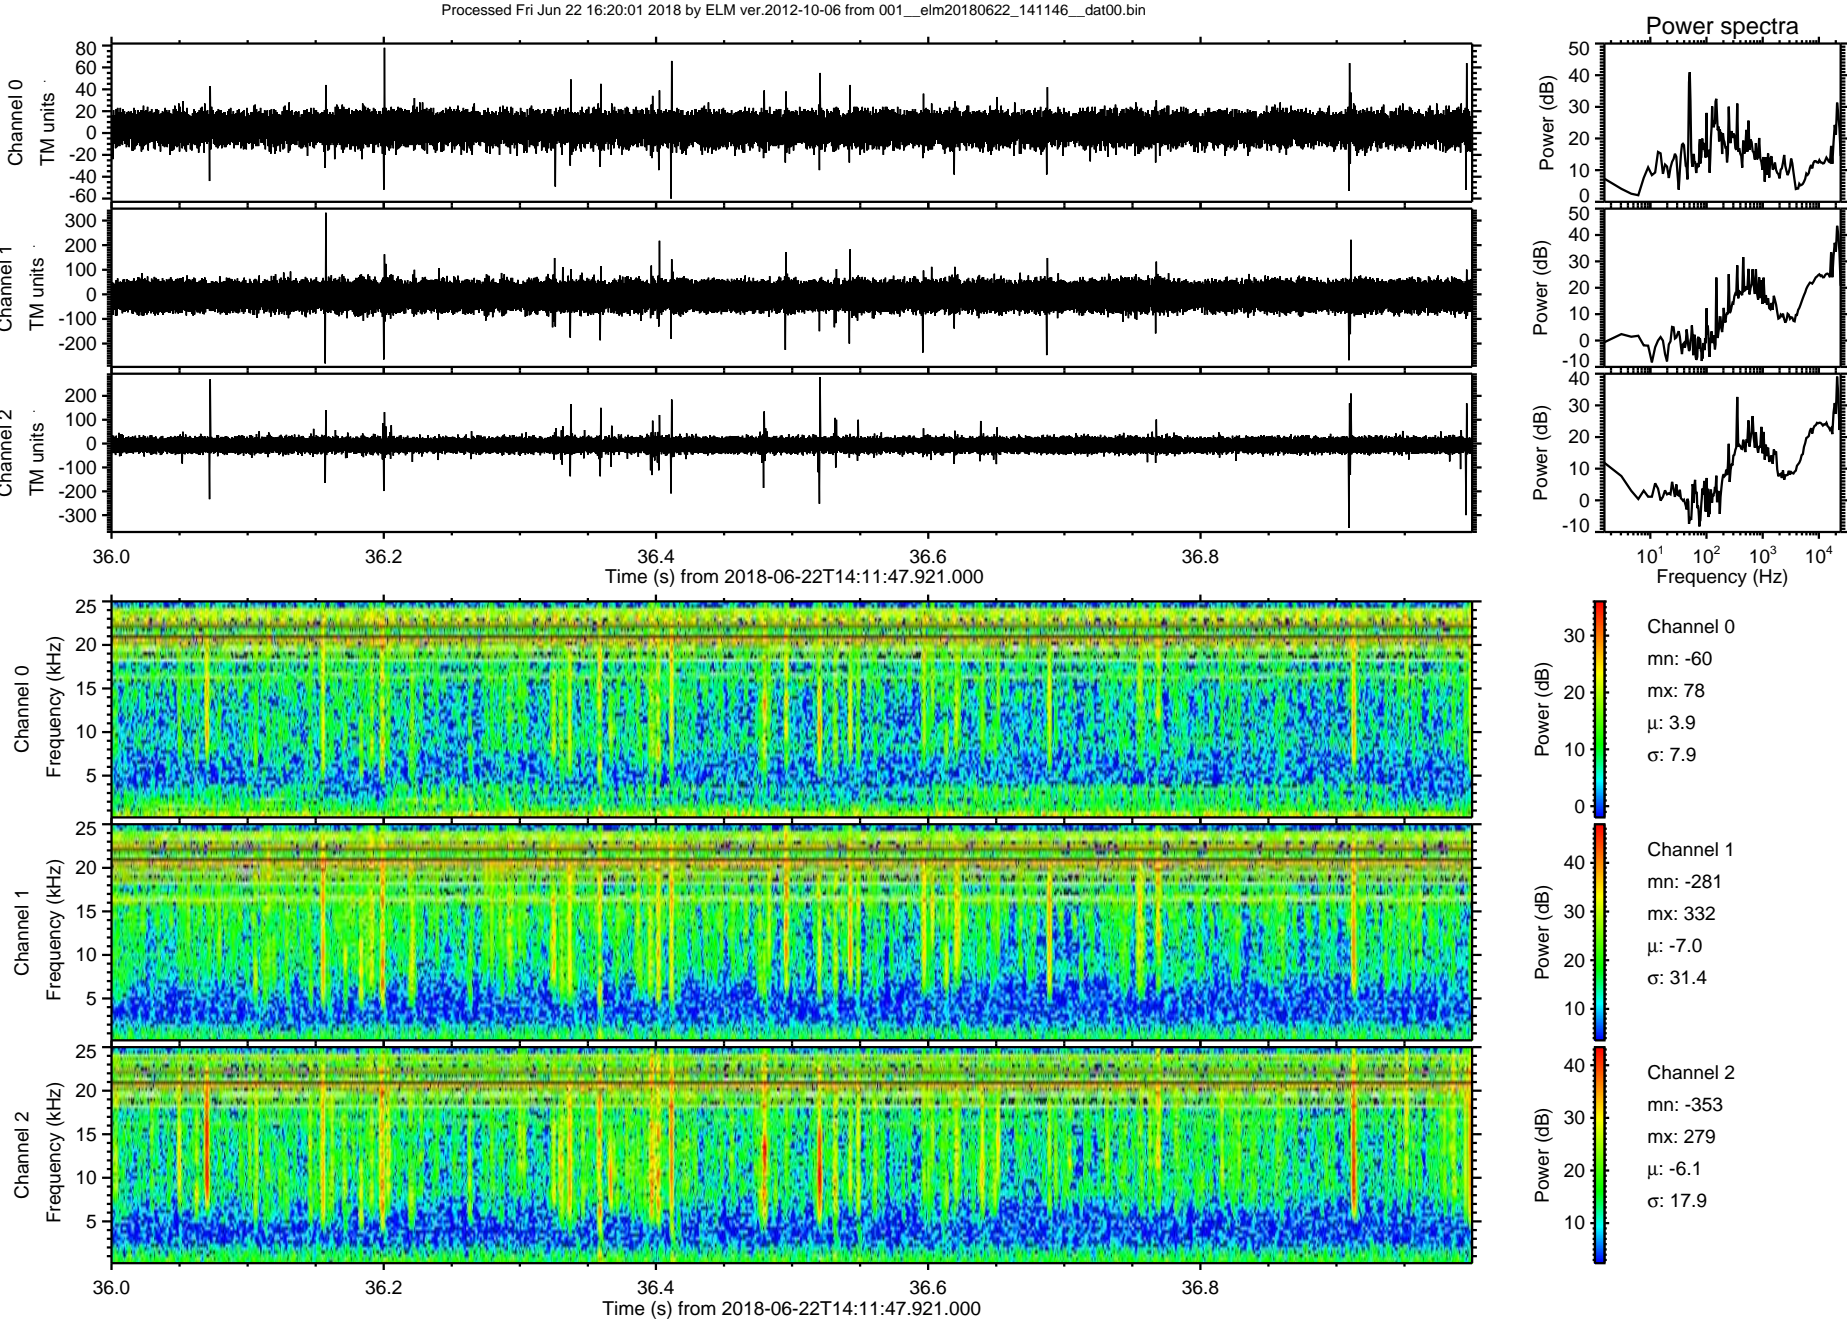 Processed Fri Jun 22 16:20:01 2018 by ELM ver.2012-10-06 from 001__elm20180622_141146__dat00.bin
Power spectra
Channel 0
TM units
80
60
40
20
0
-20
-40
-60
Power (dB)
50
40
30
20
10
0
Channel 1
TM units
300
200
100
0
-100
-200
Power (dB)
50
40
30
20
10
0
-10
Channel 2
TM units
200
100
0
-100
-200
-300
Power (dB)
40
30
20
10
0
-10
36.0 36.2 36.4 36.6 36.8
Time (s) from 2018-06-22T14:11:47.921.000
10¹ 10² 10³ 10⁴
Frequency (Hz)
Channel 0
Frequency (kHz)
25
20
15
10
5
Power (dB)
30
20
10
0
Channel 0
mn: -60
mx: 78
μ: 3.9
σ: 7.9
Channel 1
Frequency (kHz)
25
20
15
10
5
Power (dB)
40
30
20
10
Channel 1
mn: -281
mx: 332
μ: -7.0
σ: 31.4
Channel 2
Frequency (kHz)
25
20
15
10
5
Power (dB)
40
30
20
10
Channel 2
mn: -353
mx: 279
μ: -6.1
σ: 17.9
36.0 36.2 36.4 36.6 36.8
Time (s) from 2018-06-22T14:11:47.921.000